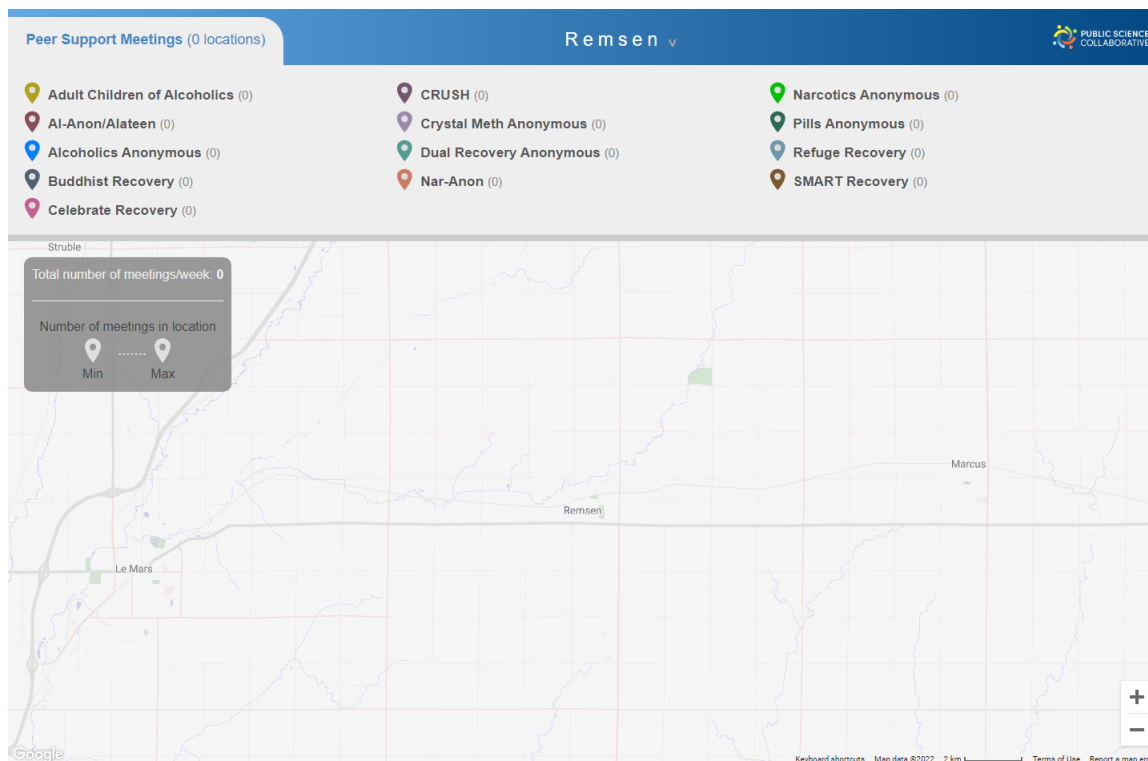 Peer Support Meetings (0 locations)
Remsen v
PUBLIC SCIENCE
COLLABORATIVE
Adult Children of Alcoholics (0)
Al-Anon/Alateen (0)
Alcoholics Anonymous (0)
Buddhist Recovery (0)
Celebrate Recovery (0)
CRUSH (0)
Crystal Meth Anonymous (0)
Dual Recovery Anonymous (0)
Nar-Anon (0)
Narcotics Anonymous (0)
Pills Anonymous (0)
Refuge Recovery (0)
SMART Recovery (0)
Struble
Total number of meetings/week: 0
Number of meetings in location
Min
Max
Marcus
Remsen
Le Mars
Google
Keyboard shortcuts Map data ©2022 2 km Terms of Use Report a map er